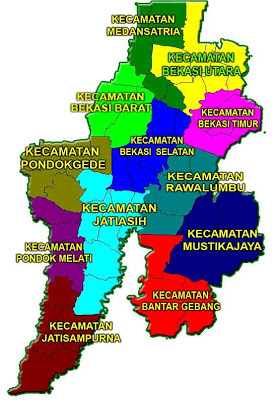 KECAMATAN
MEDANSATRIA
KECAMATAN
BEKASI UTARA
KECAMATAN
BEKASI BARAT
KECAMATAN
BEKASI TIMUR
KECAMATAN
BEKASI SELATAN
KECAMATAN
PONDOKGEDE
KECAMATAN
RAWALUMBU
KECAMATAN
JATIASIH
KECAMATAN
MUSTIKAJAYA
KECAMATAN
PONDOK MELATI
KECAMATAN
BANTAR GEBANG
KECAMATAN
JATISAMPURNA